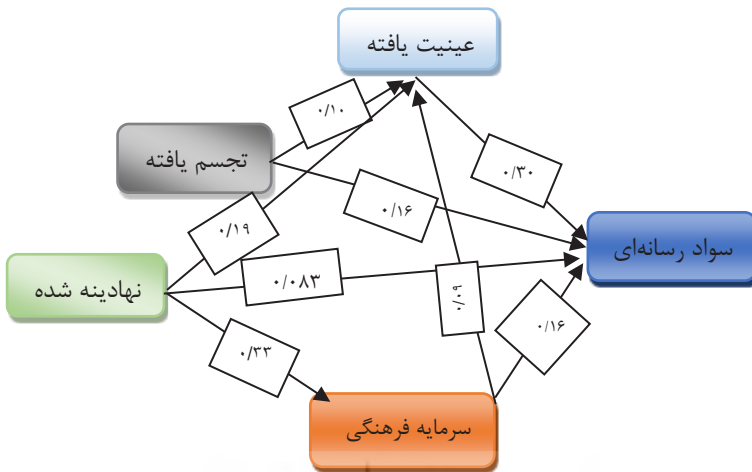 عینیت یافته
۰/۱۰
تجسم یافته
۰/۳۰
۰/۱۶
۰/۱۹
سواد رسانه‌ای
نهادینه شده
۰/۰۸۳
۰/۰۹
۰/۱۶
۰/۳۳
سرمایه فرهنگی